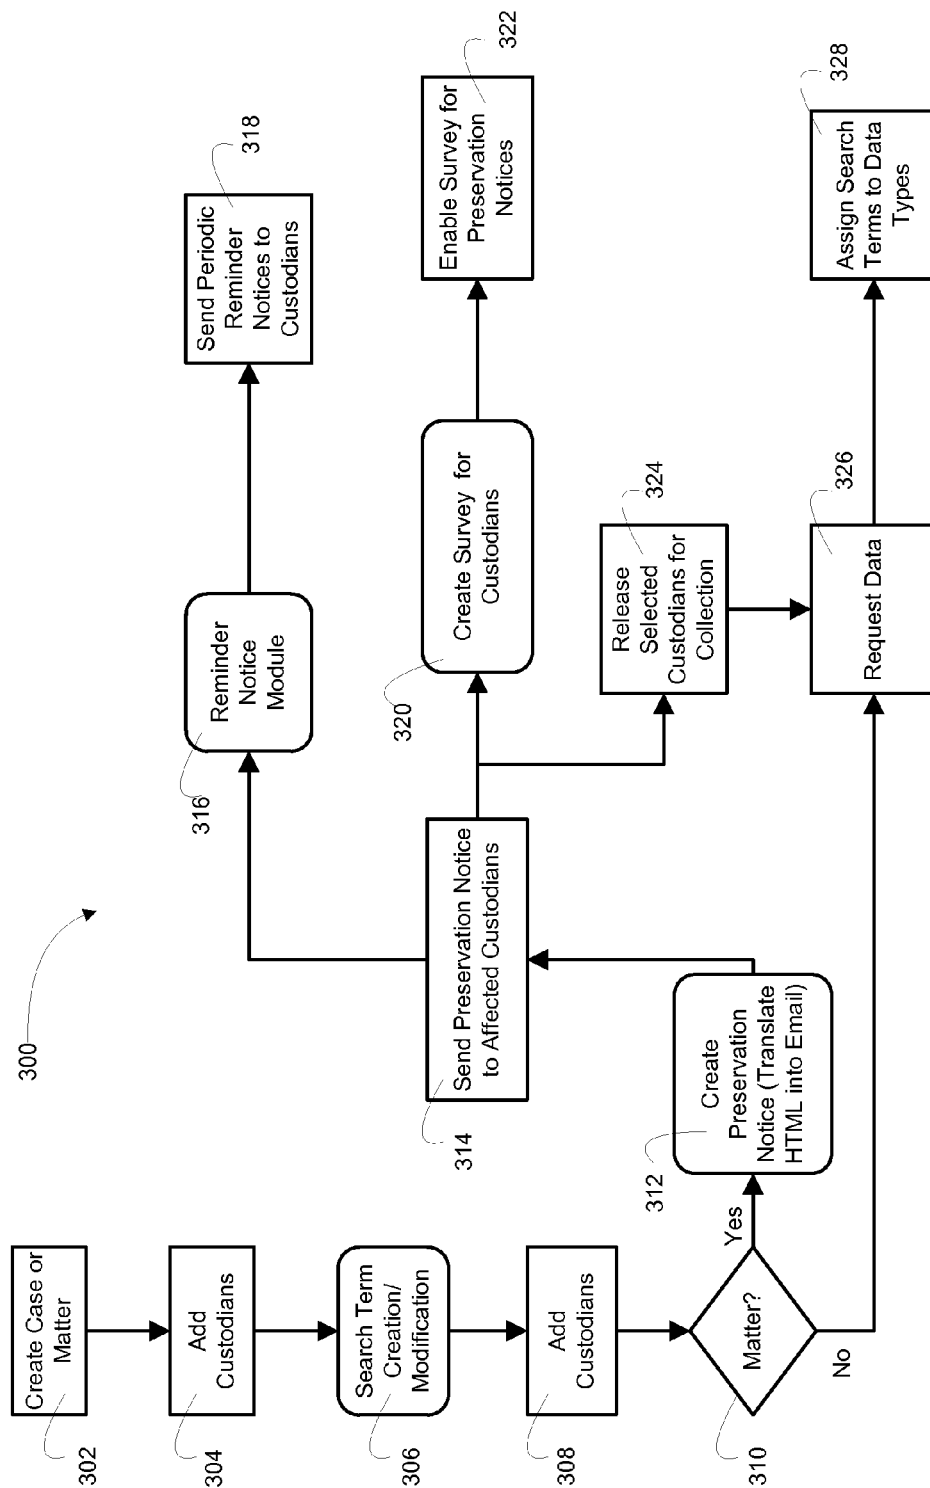 300
Create Case or
Matter
302
Add
Custodians
304
Search Term
Creation/
Modification
306
Add
Custodians
308
Matter?
310
Yes
No
Create
Preservation
Notice (Translate
HTML into Email)
312
Send Preservation Notice
to Affected Custodians
314
Reminder
Notice
Module
316
Send Periodic
Reminder
Notices to
Custodians
318
Create Survey for
Custodians
320
Enable Survey for
Preservation
Notices
322
Release
Selected
Custodians for
Collection
324
Request Data
326
Assign Search
Terms to Data
Types
328